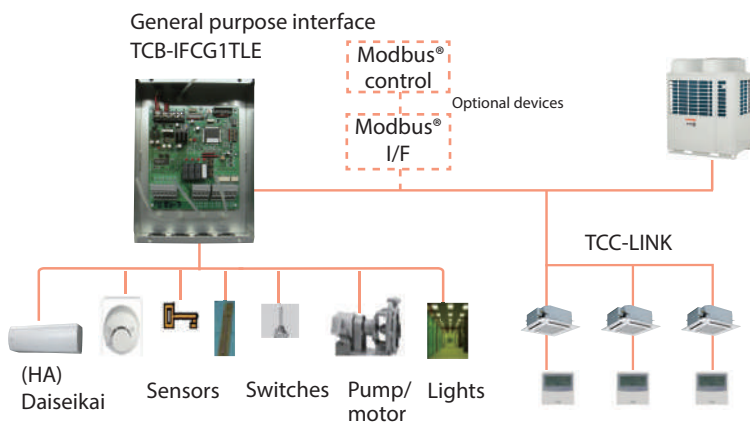 General purpose interface
TCB-IFCG1TLE
Modbus®
control
Optional devices
Modbus®
I/F
TCC-LINK
(HA)
Daiseikai
Sensors
Switches
Pump/
motor
Lights